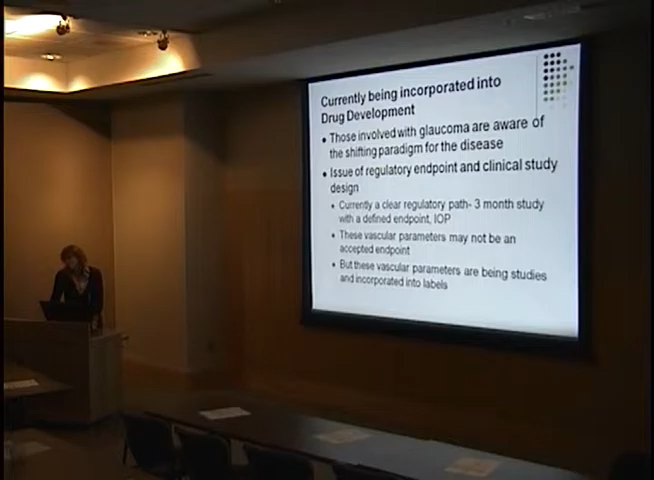 Currently being incorporated into
Drug Development
• Those involved with glaucoma are aware of
the shifting paradigm for the disease
• Issue of regulatory endpoint and clinical study
design
• Currently a clear regulatory path- 3 month study
with a defined endpoint, IOP
• These vascular parameters may not be an
accepted endpoint
• But these vascular parameters are being studies
and incorporated into labels